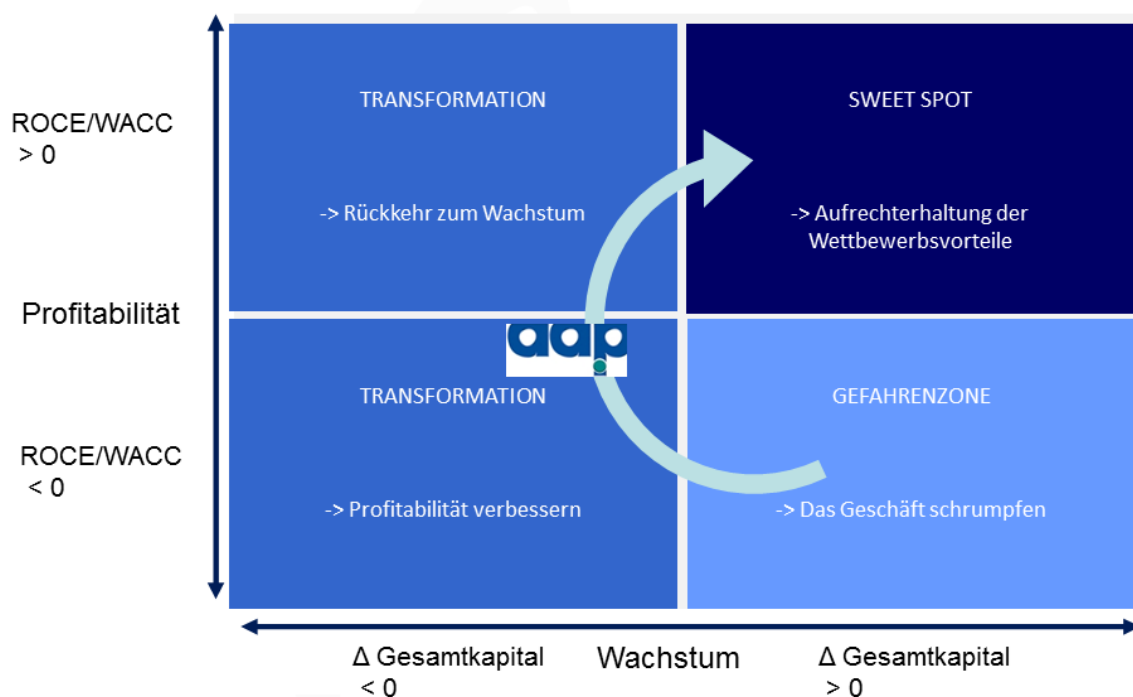 TRANSFORMATION
SWEET SPOT
ROCE/WACC
> 0
-> Rückkehr zum Wachstum
-> Aufrechterhaltung der
Wettbewerbsvorteile
Profitabilität
aap
TRANSFORMATION
GEFAHRENZONE
ROCE/WACC
< 0
-> Profitabilität verbessern
-> Das Geschäft schrumpfen
Δ Gesamtkapital
< 0
Wachstum
Δ Gesamtkapital
> 0